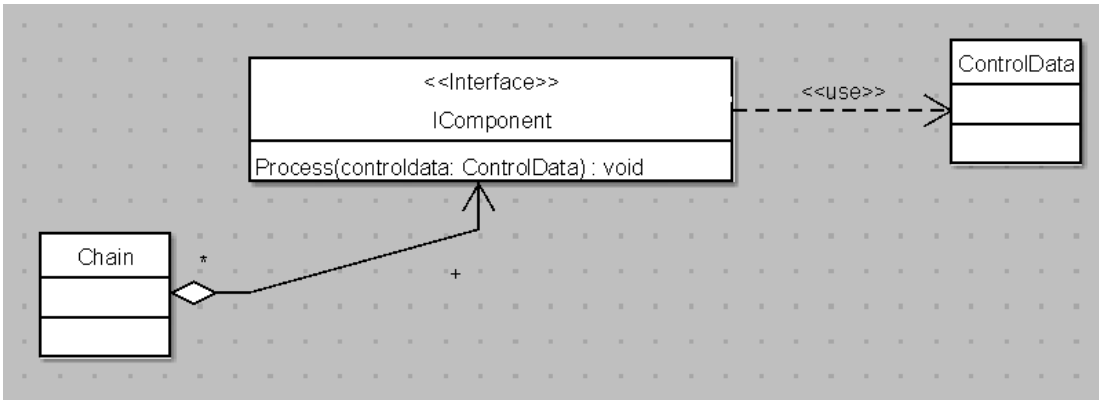 <<Interface>>
IComponent
Process(controldata: ControlData) : void
<<use>>
ControlData
Chain
*
+